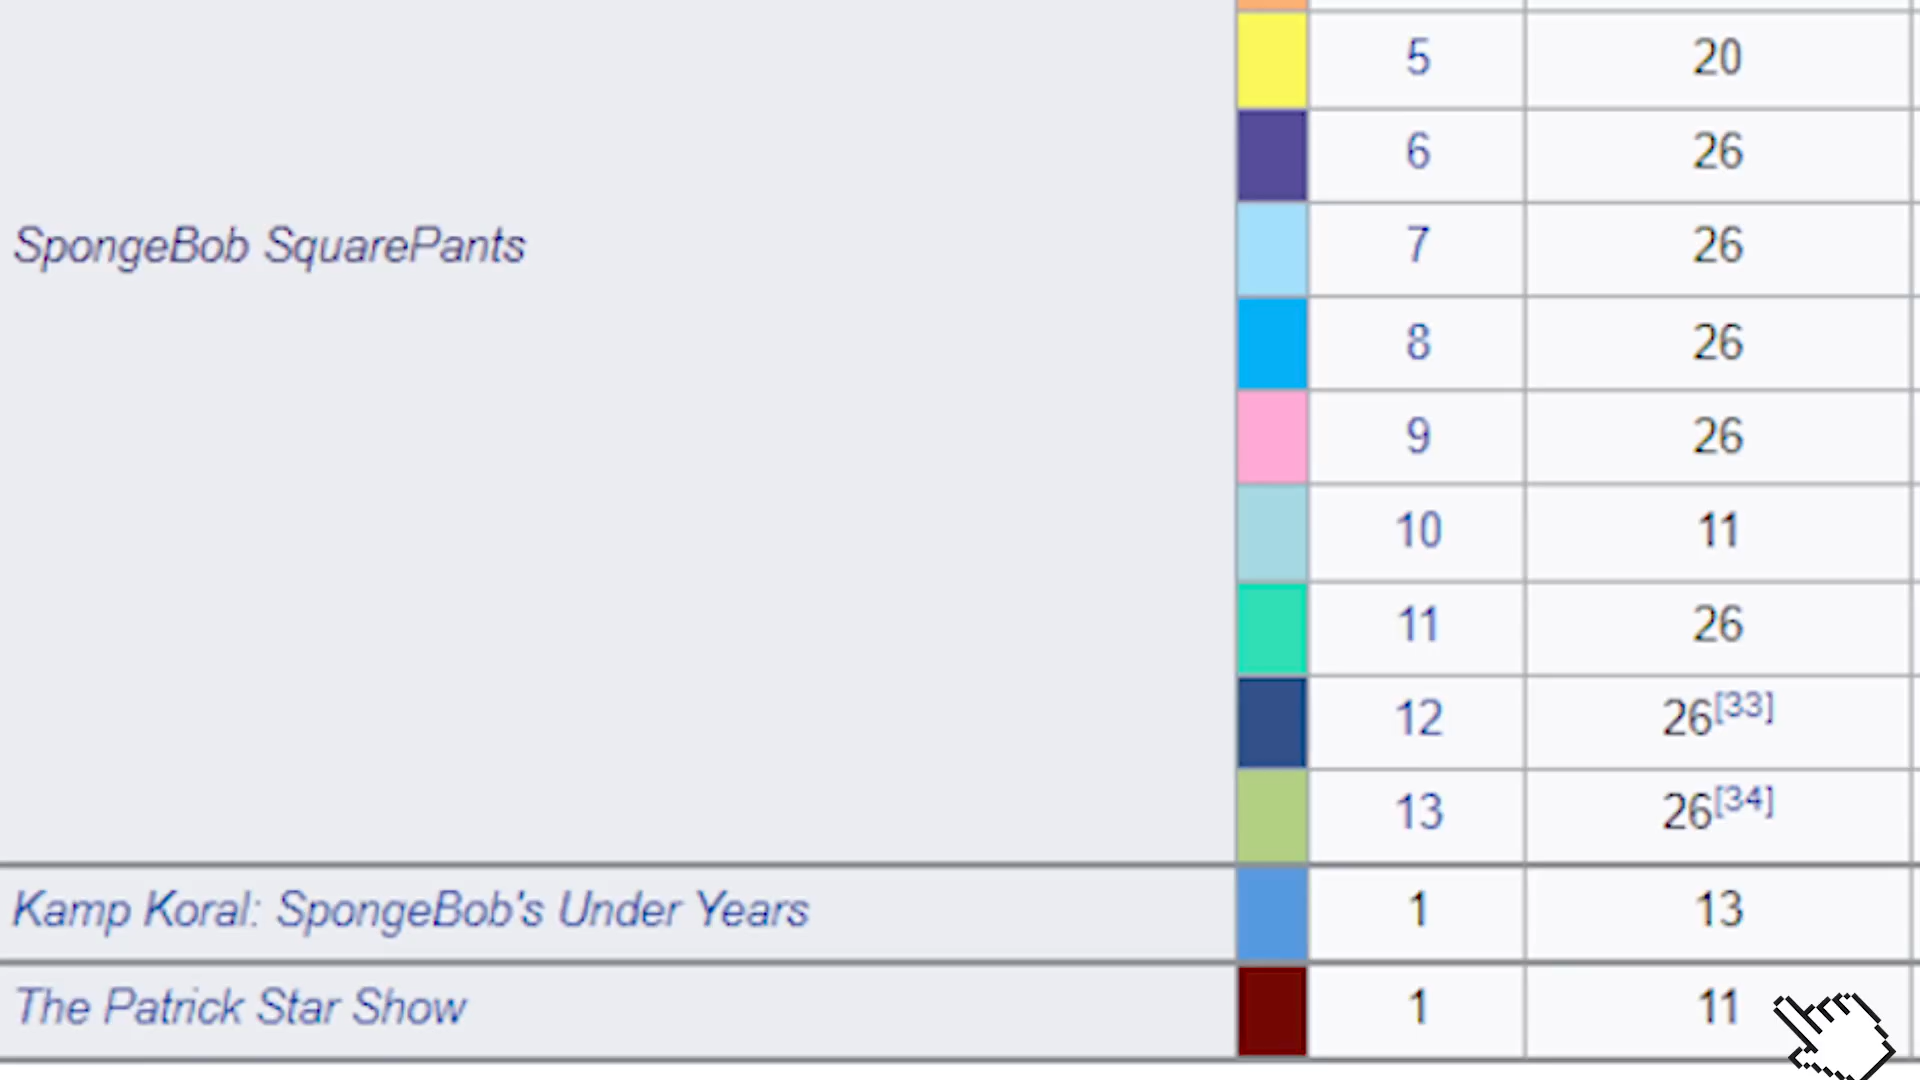 5 20
6 26
SpongeBob SquarePants 7 26
8 26
9 26
10 11
11 26
12 26[33]
13 26[34]
Kamp Koral: SpongeBob's Under Years 1 13
The Patrick Star Show 1 11